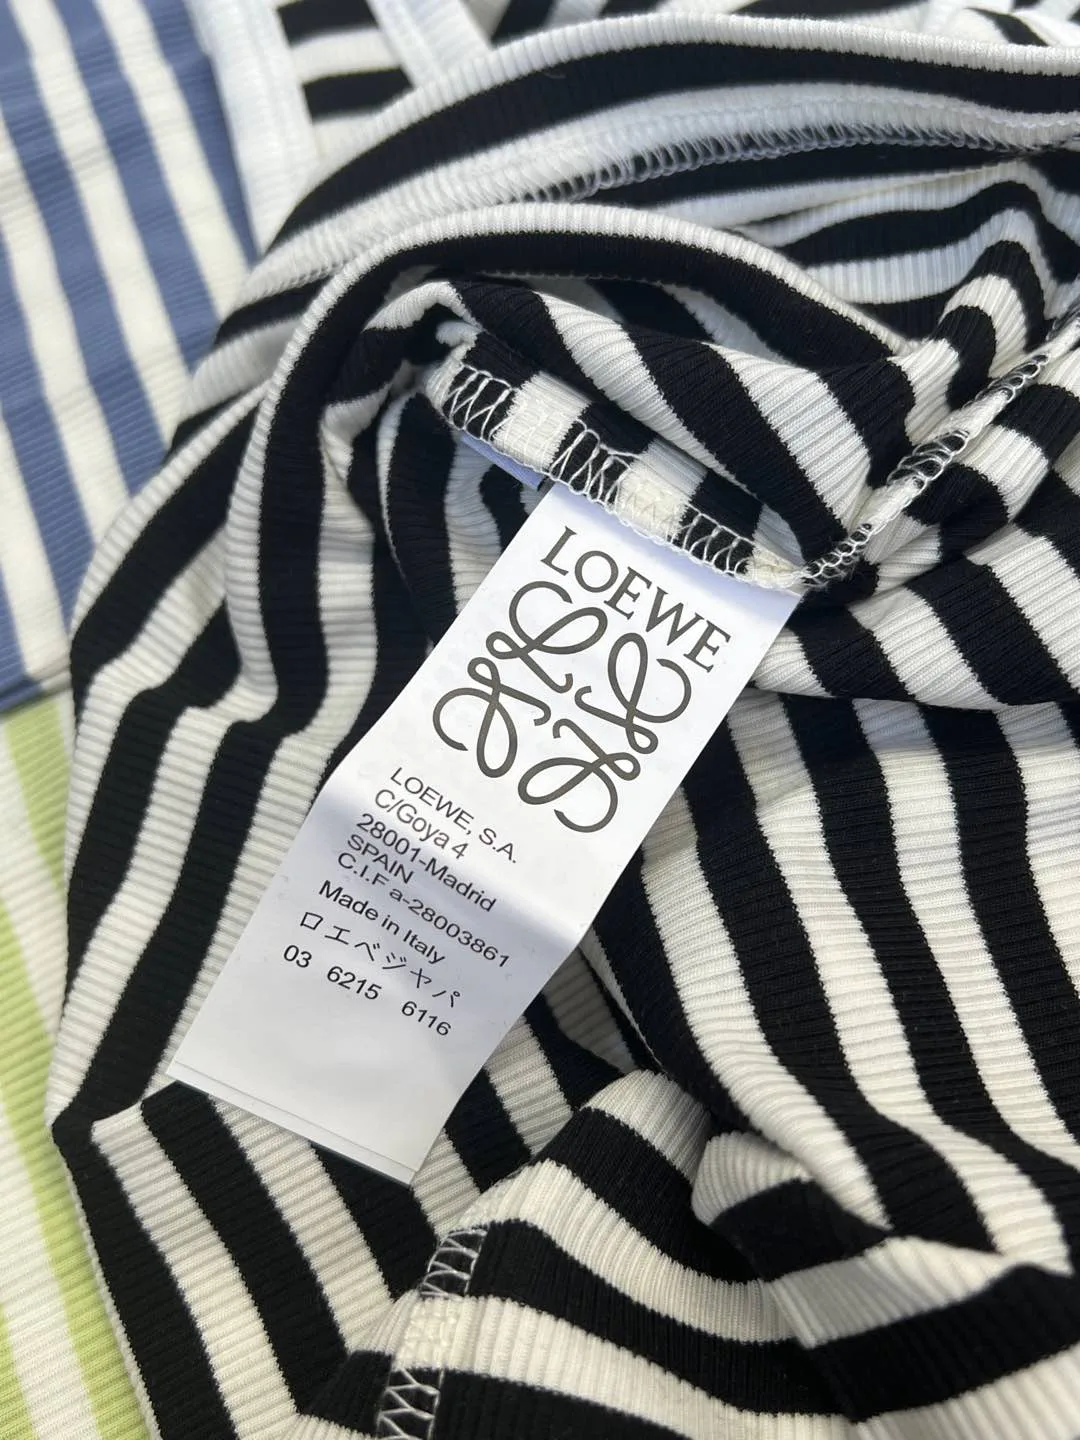 LOEWE
LOEWE, S.A.
C/Goya 4
28001-Madrid
SPAIN
C.I.F a-28003861
Made in Italy
ロエベジャパ
03 6215 6116